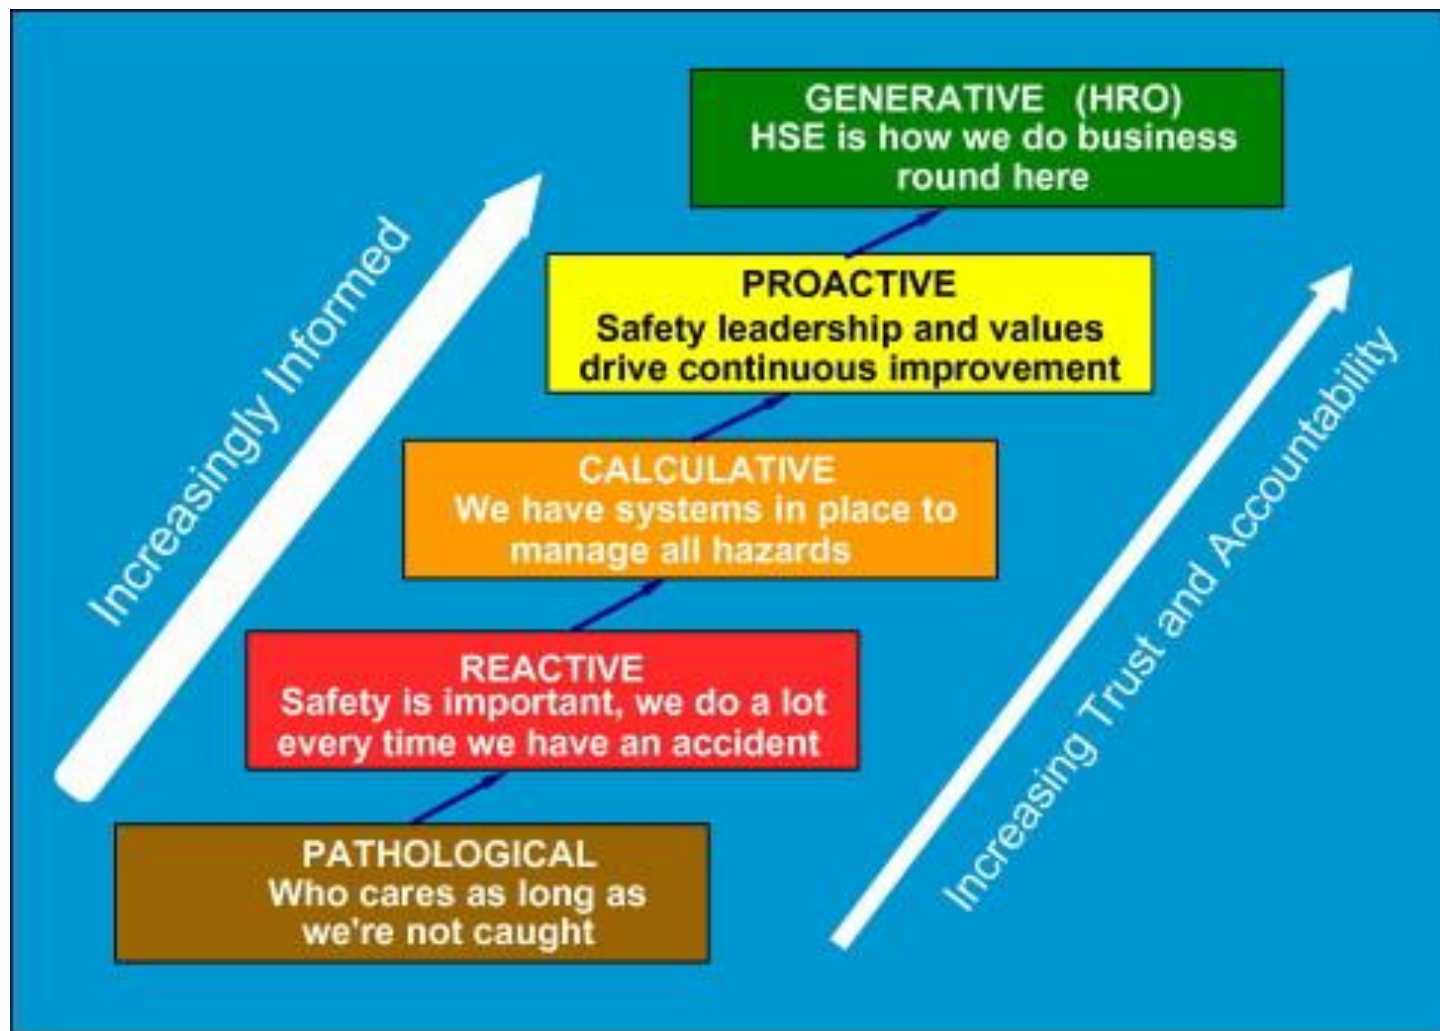 GENERATIVE (HRO)
HSE is how we do business
round here
PROACTIVE
Safety leadership and values
drive continuous improvement
CALCULATIVE
We have systems in place to
manage all hazards
REACTIVE
Safety is important, we do a lot
every time we have an accident
PATHOLOGICAL
Who cares as long as
we're not caught
Increasingly Informed
Increasing Trust and Accountability